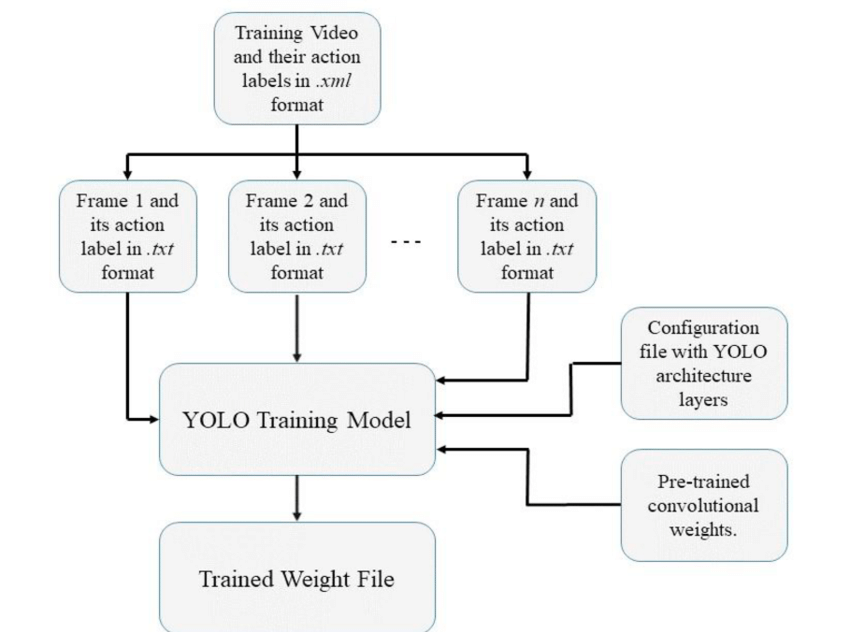 Training Video
and their action
labels in .xml
format
Frame 1 and
its action
label in .txt
format
Frame 2 and
its action
label in .txt
format
- - -
Frame n and
its action
label in .txt
format
Configuration
file with YOLO
architecture
layers
YOLO Training Model
Pre-trained
convolutional
weights.
Trained Weight File